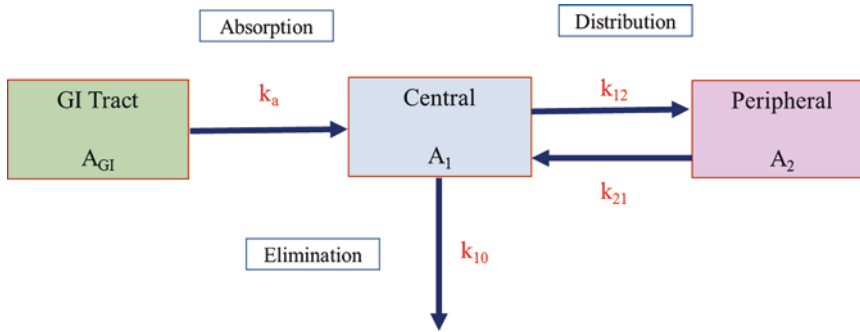 Absorption
Distribution
GI Tract
A_GI
k_a
Central
A_1
k_12
k_21
Peripheral
A_2
Elimination
k_10